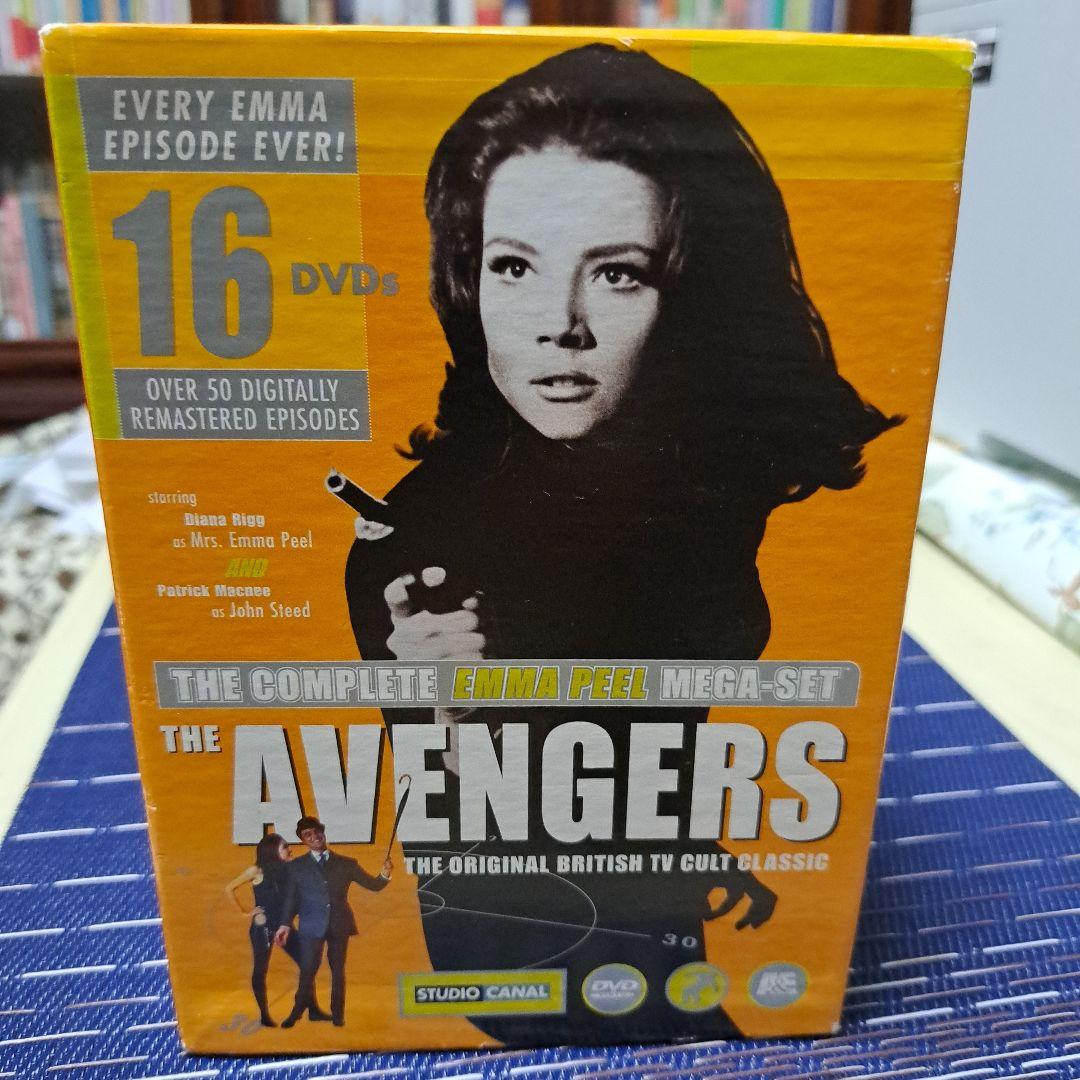 EVERY EMMA
EPISODE EVER!
16
DVDs
OVER 50 DIGITALLY
REMASTERED EPISODES
starring
Diana Rigg
as Mrs. Emma Peel
AND
Patrick Macnee
as John Steed
THE COMPLETE EMMA PEEL MEGA-SET
THE
AVENGERS
THE ORIGINAL BRITISH TV CULT CLASSIC
30
30
STUDIO CANAL
DVD
A&E